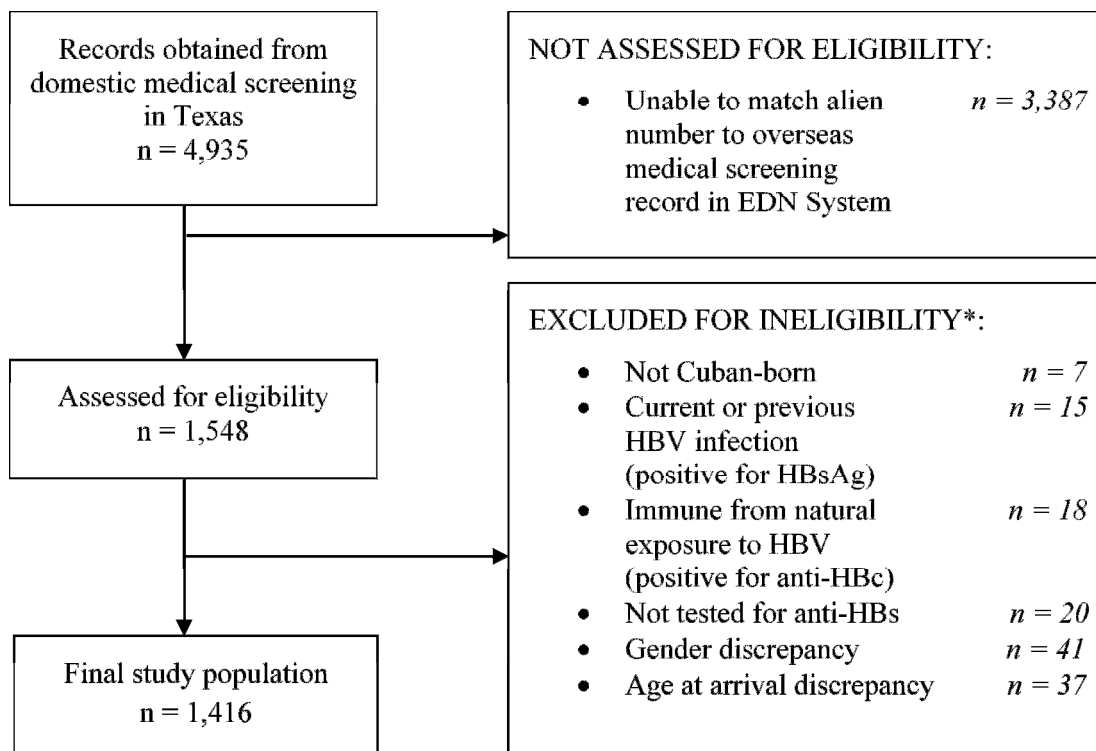 Records obtained from
domestic medical screening
in Texas
n = 4,935
NOT ASSESSED FOR ELIGIBILITY:
• Unable to match alien n = 3,387
number to overseas
medical screening
record in EDN System
Assessed for eligibility
n = 1,548
EXCLUDED FOR INELIGIBILITY*:
• Not Cuban-born n = 7
• Current or previous n = 15
HBV infection
(positive for HBsAg)
• Immune from natural n = 18
exposure to HBV
(positive for anti-HBc)
• Not tested for anti-HBs n = 20
• Gender discrepancy n = 41
• Age at arrival discrepancy n = 37
Final study population
n = 1,416